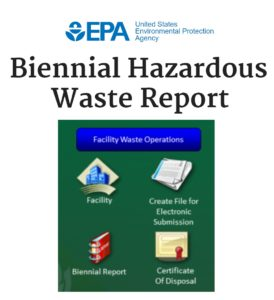 EPA
United States
Environmental Protection
Agency
Biennial Hazardous
Waste Report
Facility Waste Operations
Facility
Create File for
Electronic
Submission
Biennial Report
Certificate
Of Disposal